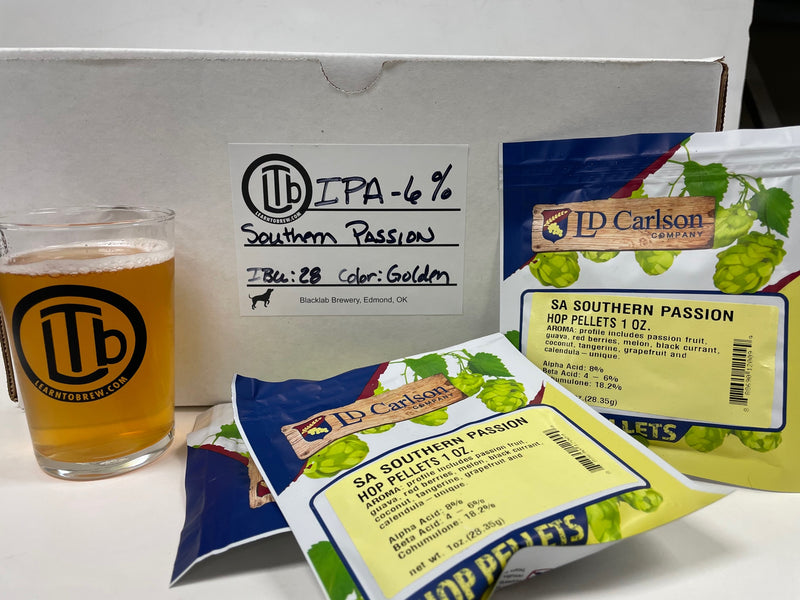 LTb
LEARNTOBREW.COM
IPA - 6%
Southern Passion
IBU: 28 Color: Golden
Blacklab Brewery, Edmond, OK
LTb
LEARNTOBREW.COM
LD Carlson
COMPANY
SA SOUTHERN PASSION
HOP PELLETS 1 OZ.
AROMA: profile includes passion fruit,
guava, red berries, melon, black currant,
coconut, tangerine, grapefruit and
calendula – unique.
Alpha Acid: 8%
Beta Acid: 4 – 6%
Cohumulone: 18.2%
oz (28.35g)
PELLETS
LD Carlson
COMPANY
SA SOUTHERN PASSION
HOP PELLETS 1 OZ.
AROMA: profile includes passion fruit,
guava, red berries, melon, black currant,
coconut, tangerine, grapefruit and
calendula – unique.
Alpha Acid: 8%
Beta Acid: 4 – 6%
Cohumulone: 18.2%
net wt. 1oz (28.35g)
HOP PELLETS